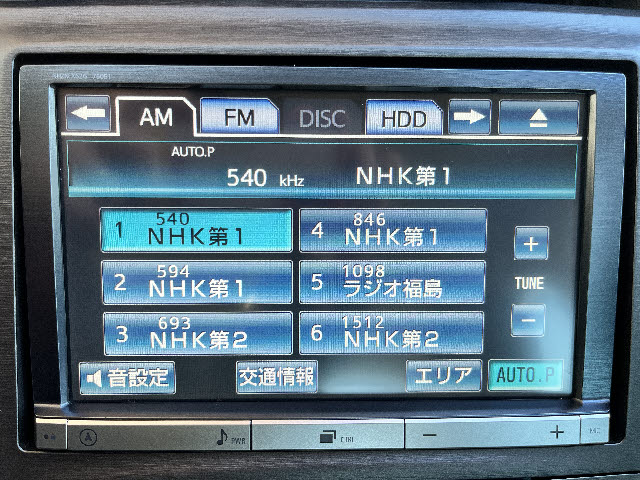 AM FM DISC HDD
AUTO.P
540 kHz NHK第1
1 540 NHK第1
4 846 NHK第1
2 594 NHK第1
5 1098 ラジオ福島
3 693 NHK第2
6 1512 NHK第2
+
TUNE
−
音設定 交通情報 エリア AUTO.P
PWR − +